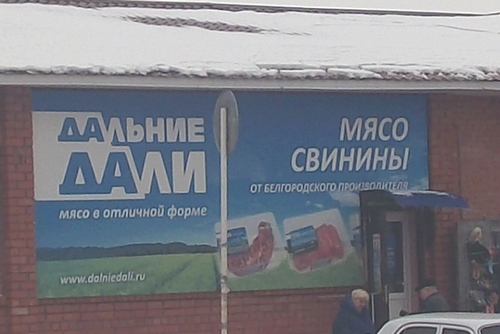 ДАЛЬНИЕ
ДАЛИ
мясо в отличной форме
www.dalniedali.ru
МЯСО
СВИНИНЫ
ОТ БЕЛГОРОДСКОГО ПРОИЗВОДИТЕЛЯ